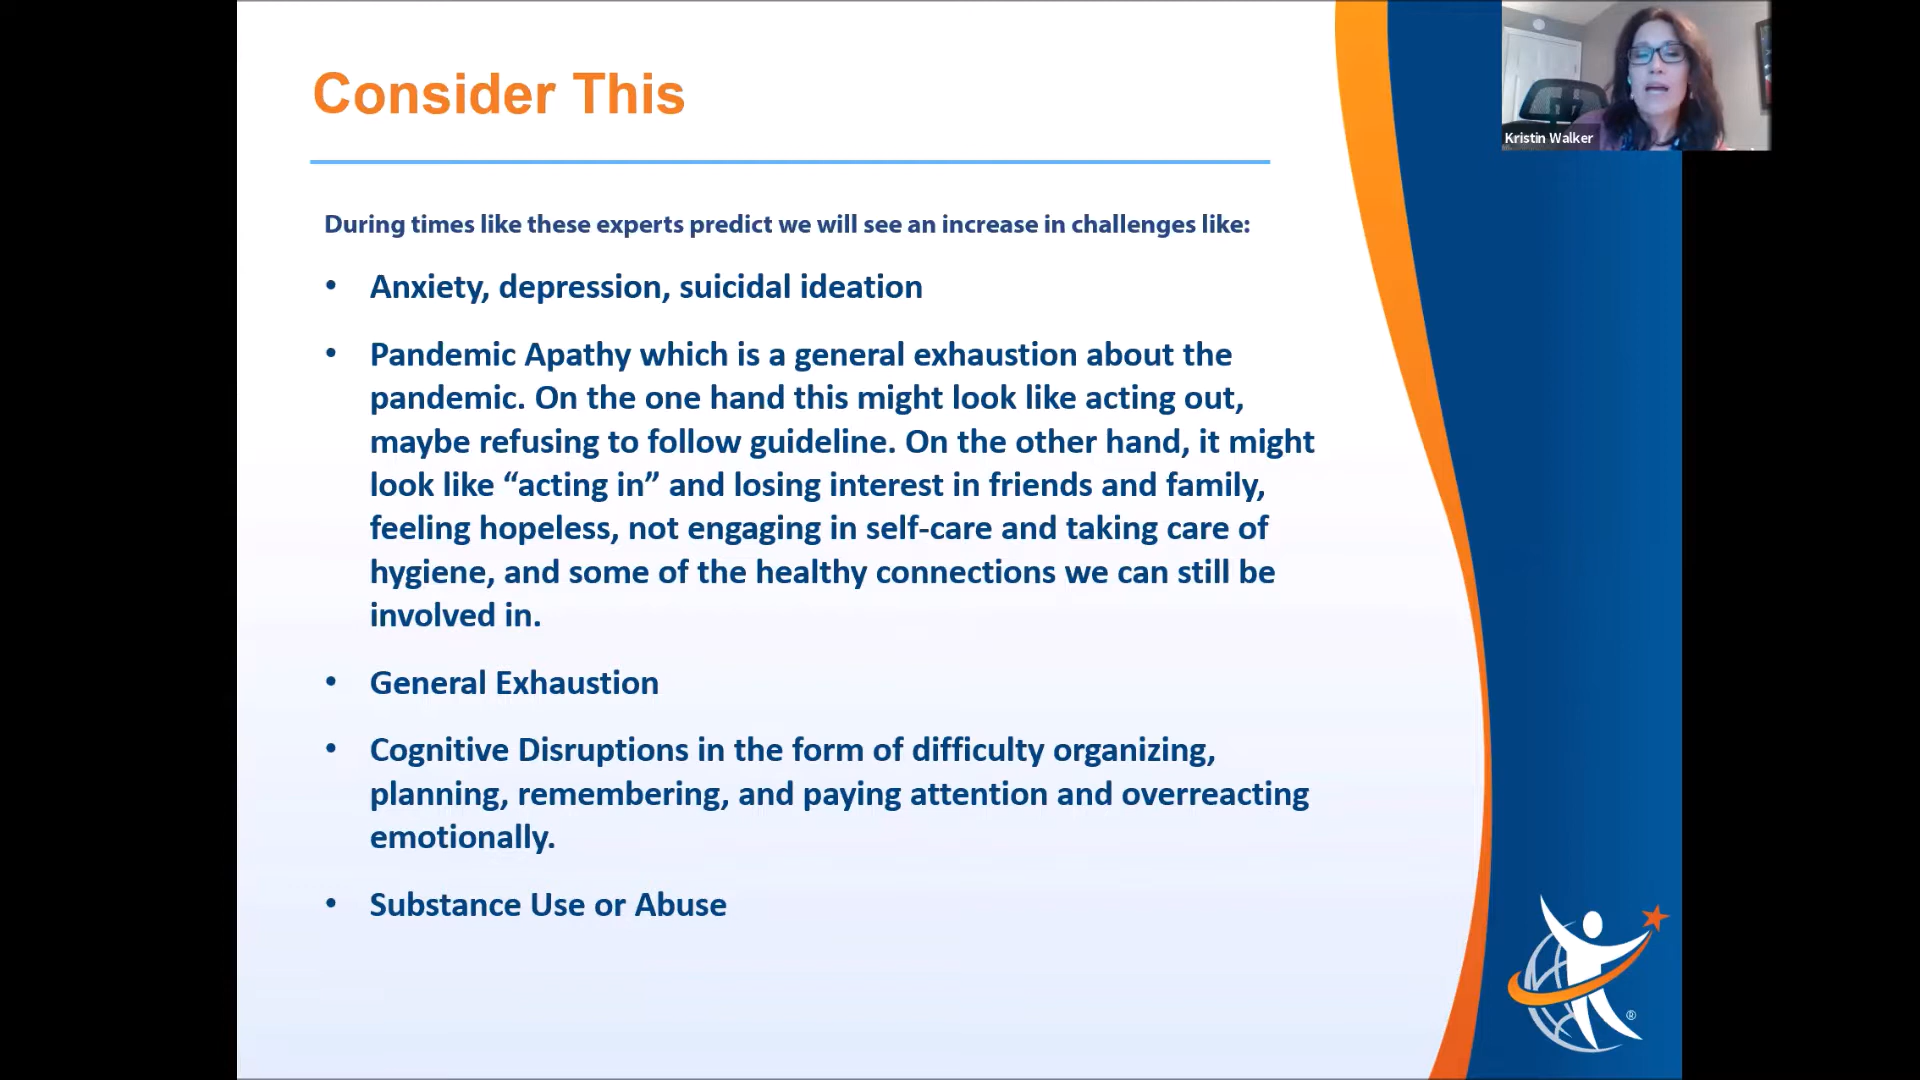 Consider This
Kristin Walker
During times like these experts predict we will see an increase in challenges like:
• Anxiety, depression, suicidal ideation
• Pandemic Apathy which is a general exhaustion about the
pandemic. On the one hand this might look like acting out,
maybe refusing to follow guideline. On the other hand, it might
look like “acting in” and losing interest in friends and family,
feeling hopeless, not engaging in self-care and taking care of
hygiene, and some of the healthy connections we can still be
involved in.
• General Exhaustion
• Cognitive Disruptions in the form of difficulty organizing,
planning, remembering, and paying attention and overreacting
emotionally.
• Substance Use or Abuse
®